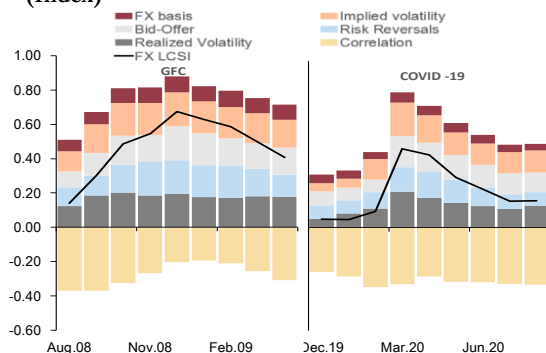 (Index)
FX basis Implied volatility
Bid-Offer Risk Reversals
Realized Volatility Correlation
FX LCSI
1.00
GFC COVID -19
0.80
0.60
0.40
0.20
0.00
-0.20
-0.40
-0.60
Aug.08 Nov.08 Feb.09 Dec.19 Mar.20 Jun.20